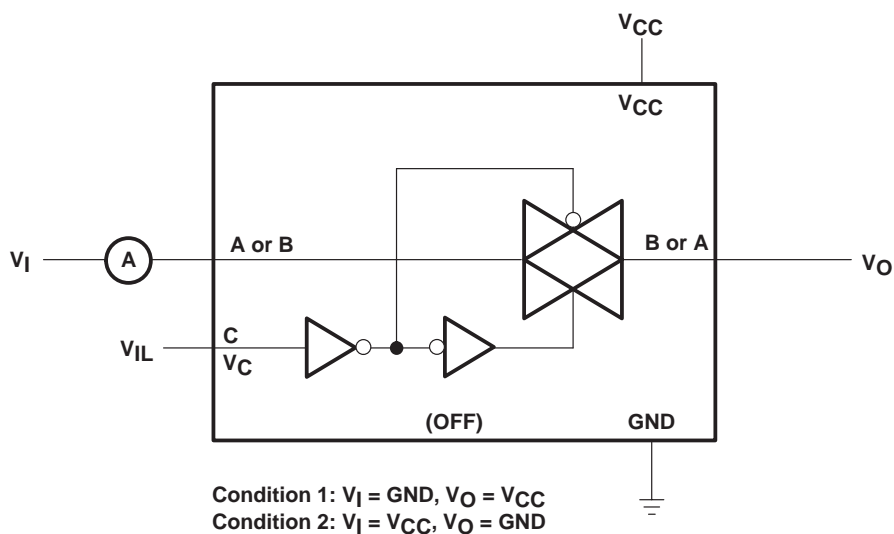 VCC
VCC
A or B
B or A
VI
A
VO
C
VIL
VC
(OFF)
GND
Condition 1: VI = GND, VO = VCC
Condition 2: VI = VCC, VO = GND